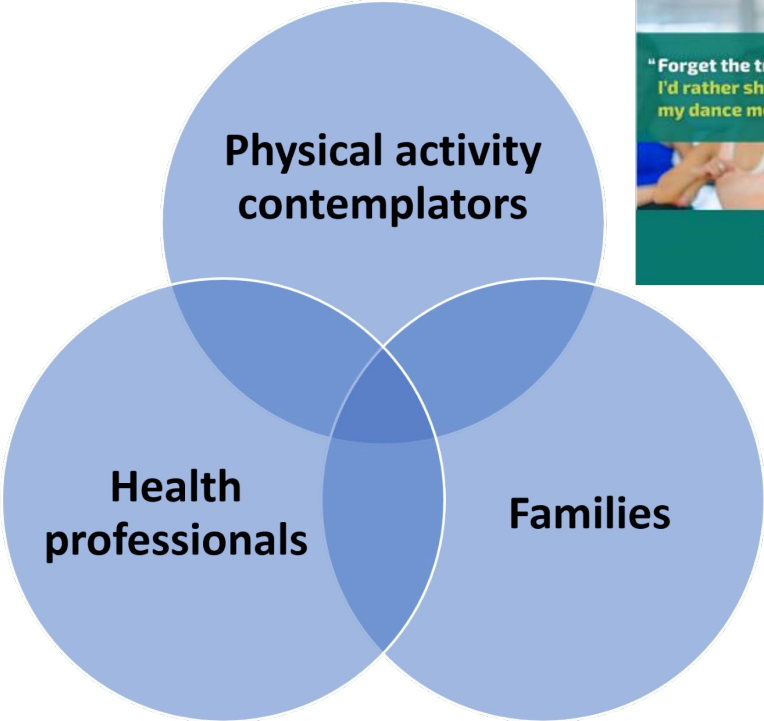 Physical activity
contemplators
“Forget the
I'd rather
my dance
Health
professionals
Families